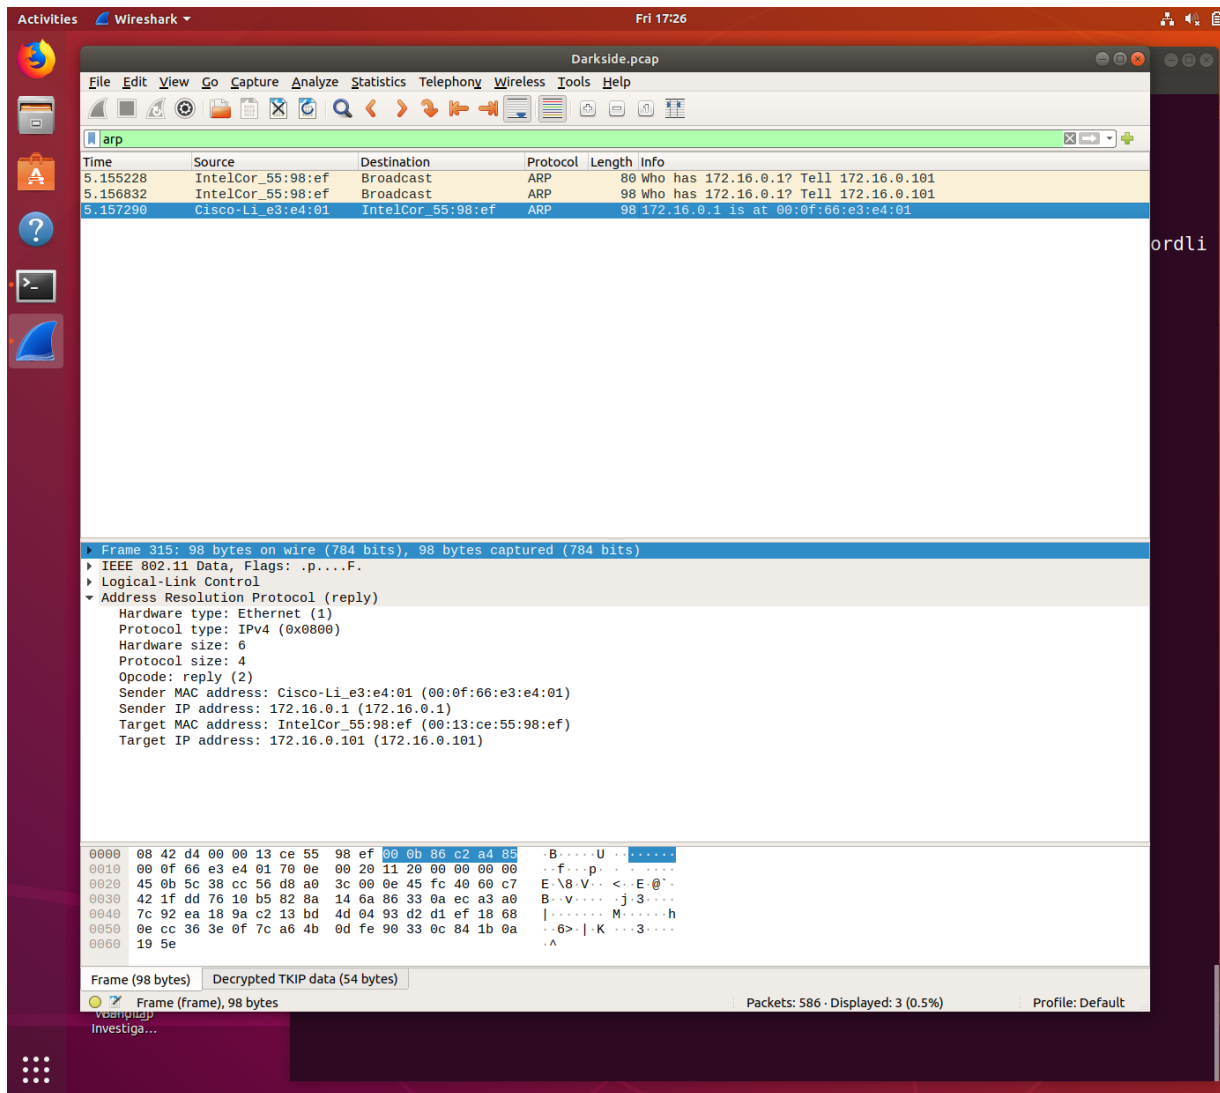 Activities Wireshark Fri 17:26
Darkside.pcap
File Edit View Go Capture Analyze Statistics Telephony Wireless Tools Help
arp
Time Source Destination Protocol Length Info
5.155228 IntelCor_55:98:ef Broadcast ARP 80 Who has 172.16.0.1? Tell 172.16.0.101
5.156832 IntelCor_55:98:ef Broadcast ARP 98 Who has 172.16.0.1? Tell 172.16.0.101
5.157290 Cisco-Li_e3:e4:01 IntelCor_55:98:ef ARP 98 172.16.0.1 is at 00:0f:66:e3:e4:01
ordli
Frame 315: 98 bytes on wire (784 bits), 98 bytes captured (784 bits)
IEEE 802.11 Data, Flags: .p....F.
Logical-Link Control
Address Resolution Protocol (reply)
Hardware type: Ethernet (1)
Protocol type: IPv4 (0x0800)
Hardware size: 6
Protocol size: 4
Opcode: reply (2)
Sender MAC address: Cisco-Li_e3:e4:01 (00:0f:66:e3:e4:01)
Sender IP address: 172.16.0.1 (172.16.0.1)
Target MAC address: IntelCor_55:98:ef (00:13:ce:55:98:ef)
Target IP address: 172.16.0.101 (172.16.0.101)
0000 08 42 d4 00 00 13 ce 55 98 ef 00 0b 86 c2 a4 85 ·B·····U ········
0010 00 0f 66 e3 e4 01 70 0e 00 20 11 20 00 00 00 00 ··f···p· · · ····
0020 45 0b 5c 38 cc 56 d8 a0 3c 00 0e 45 fc 40 60 c7 E·\8·V·· <··E·@`·
0030 42 1f dd 76 10 b5 82 8a 14 6a 86 33 0a ec a3 a0 B··v···· ·j·3····
0040 7c 92 ea 18 9a c2 13 bd 4d 04 93 d2 d1 ef 18 68 |······· M······h
0050 0e cc 36 3e 0f 7c a6 4b 0d fe 90 33 0c 84 1b 0a ··6>·|·K ···3····
0060 19 5e ·^
Frame (98 bytes) Decrypted TKIP data (54 bytes)
Frame (frame), 98 bytes Packets: 586 · Displayed: 3 (0.5%) Profile: Default
Investiga...